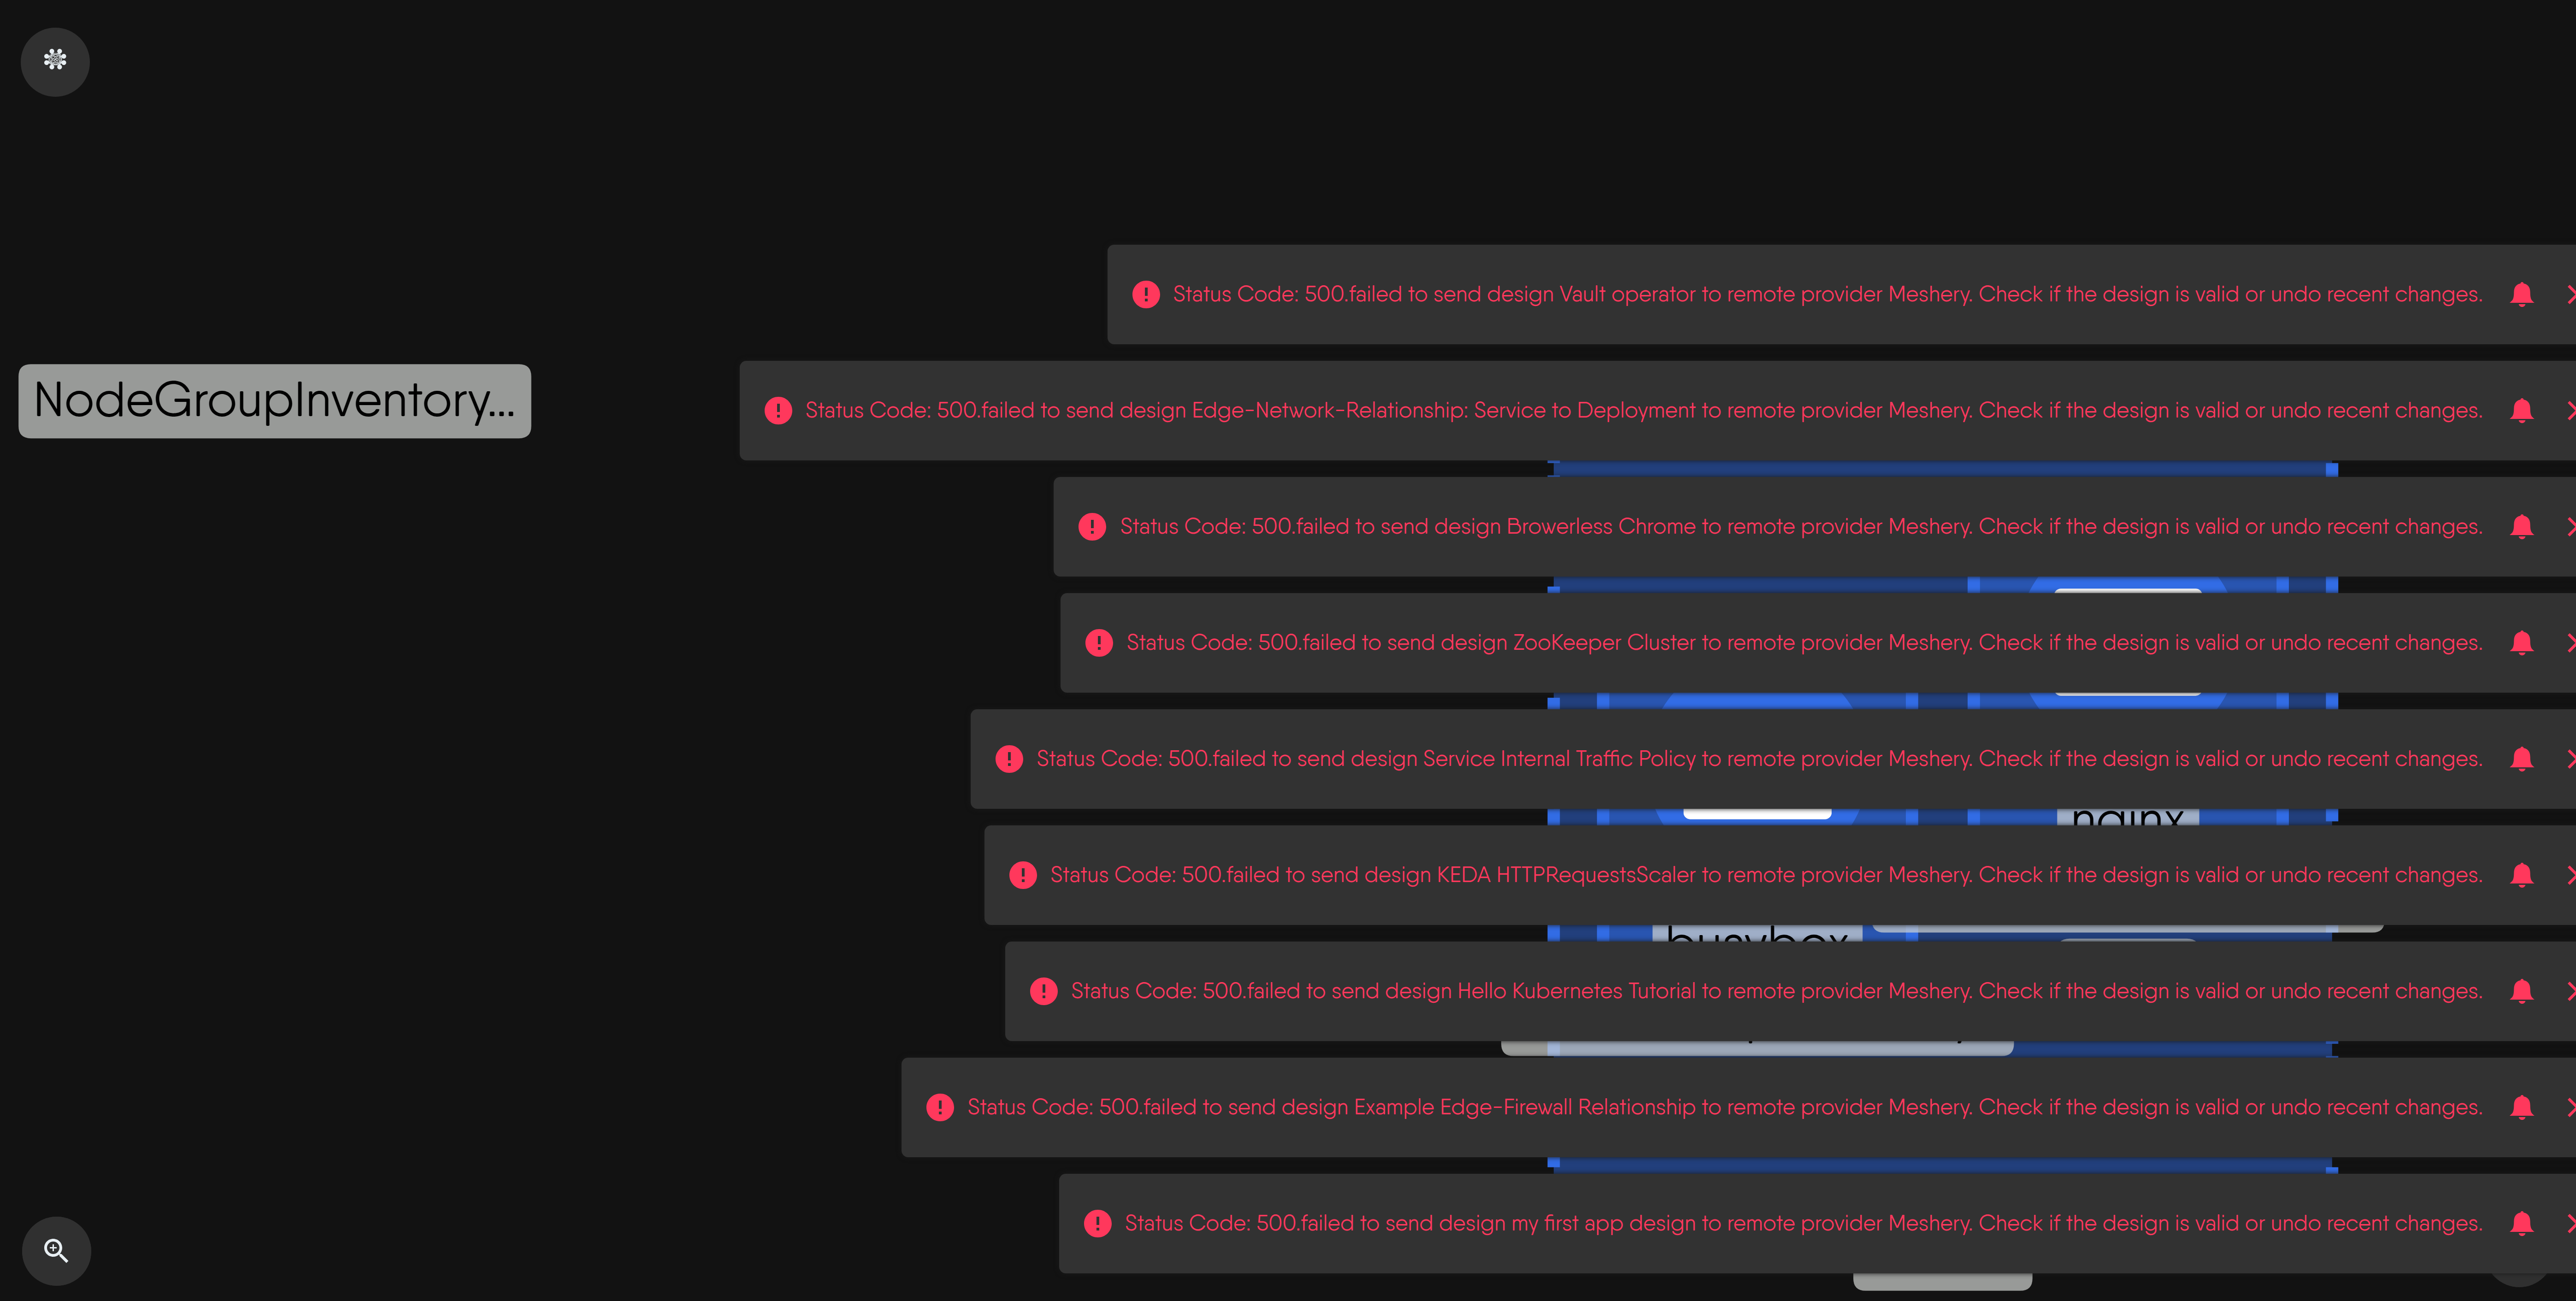 Status Code: 500.failed to send design Vault operator to remote provider Meshery. Check if the design is valid or undo recent changes.
NodeGroupInventory...
Status Code: 500.failed to send design Edge-Network-Relationship: Service to Deployment to remote provider Meshery. Check if the design is valid or undo recent changes.
Status Code: 500.failed to send design Browerless Chrome to remote provider Meshery. Check if the design is valid or undo recent changes.
Status Code: 500.failed to send design ZooKeeper Cluster to remote provider Meshery. Check if the design is valid or undo recent changes.
Status Code: 500.failed to send design Service Internal Traffic Policy to remote provider Meshery. Check if the design is valid or undo recent changes.
nginx
Status Code: 500.failed to send design KEDA HTTPRequestsScaler to remote provider Meshery. Check if the design is valid or undo recent changes.
busybox
Status Code: 500.failed to send design Hello Kubernetes Tutorial to remote provider Meshery. Check if the design is valid or undo recent changes.
Status Code: 500.failed to send design Example Edge-Firewall Relationship to remote provider Meshery. Check if the design is valid or undo recent changes.
Status Code: 500.failed to send design my first app design to remote provider Meshery. Check if the design is valid or undo recent changes.